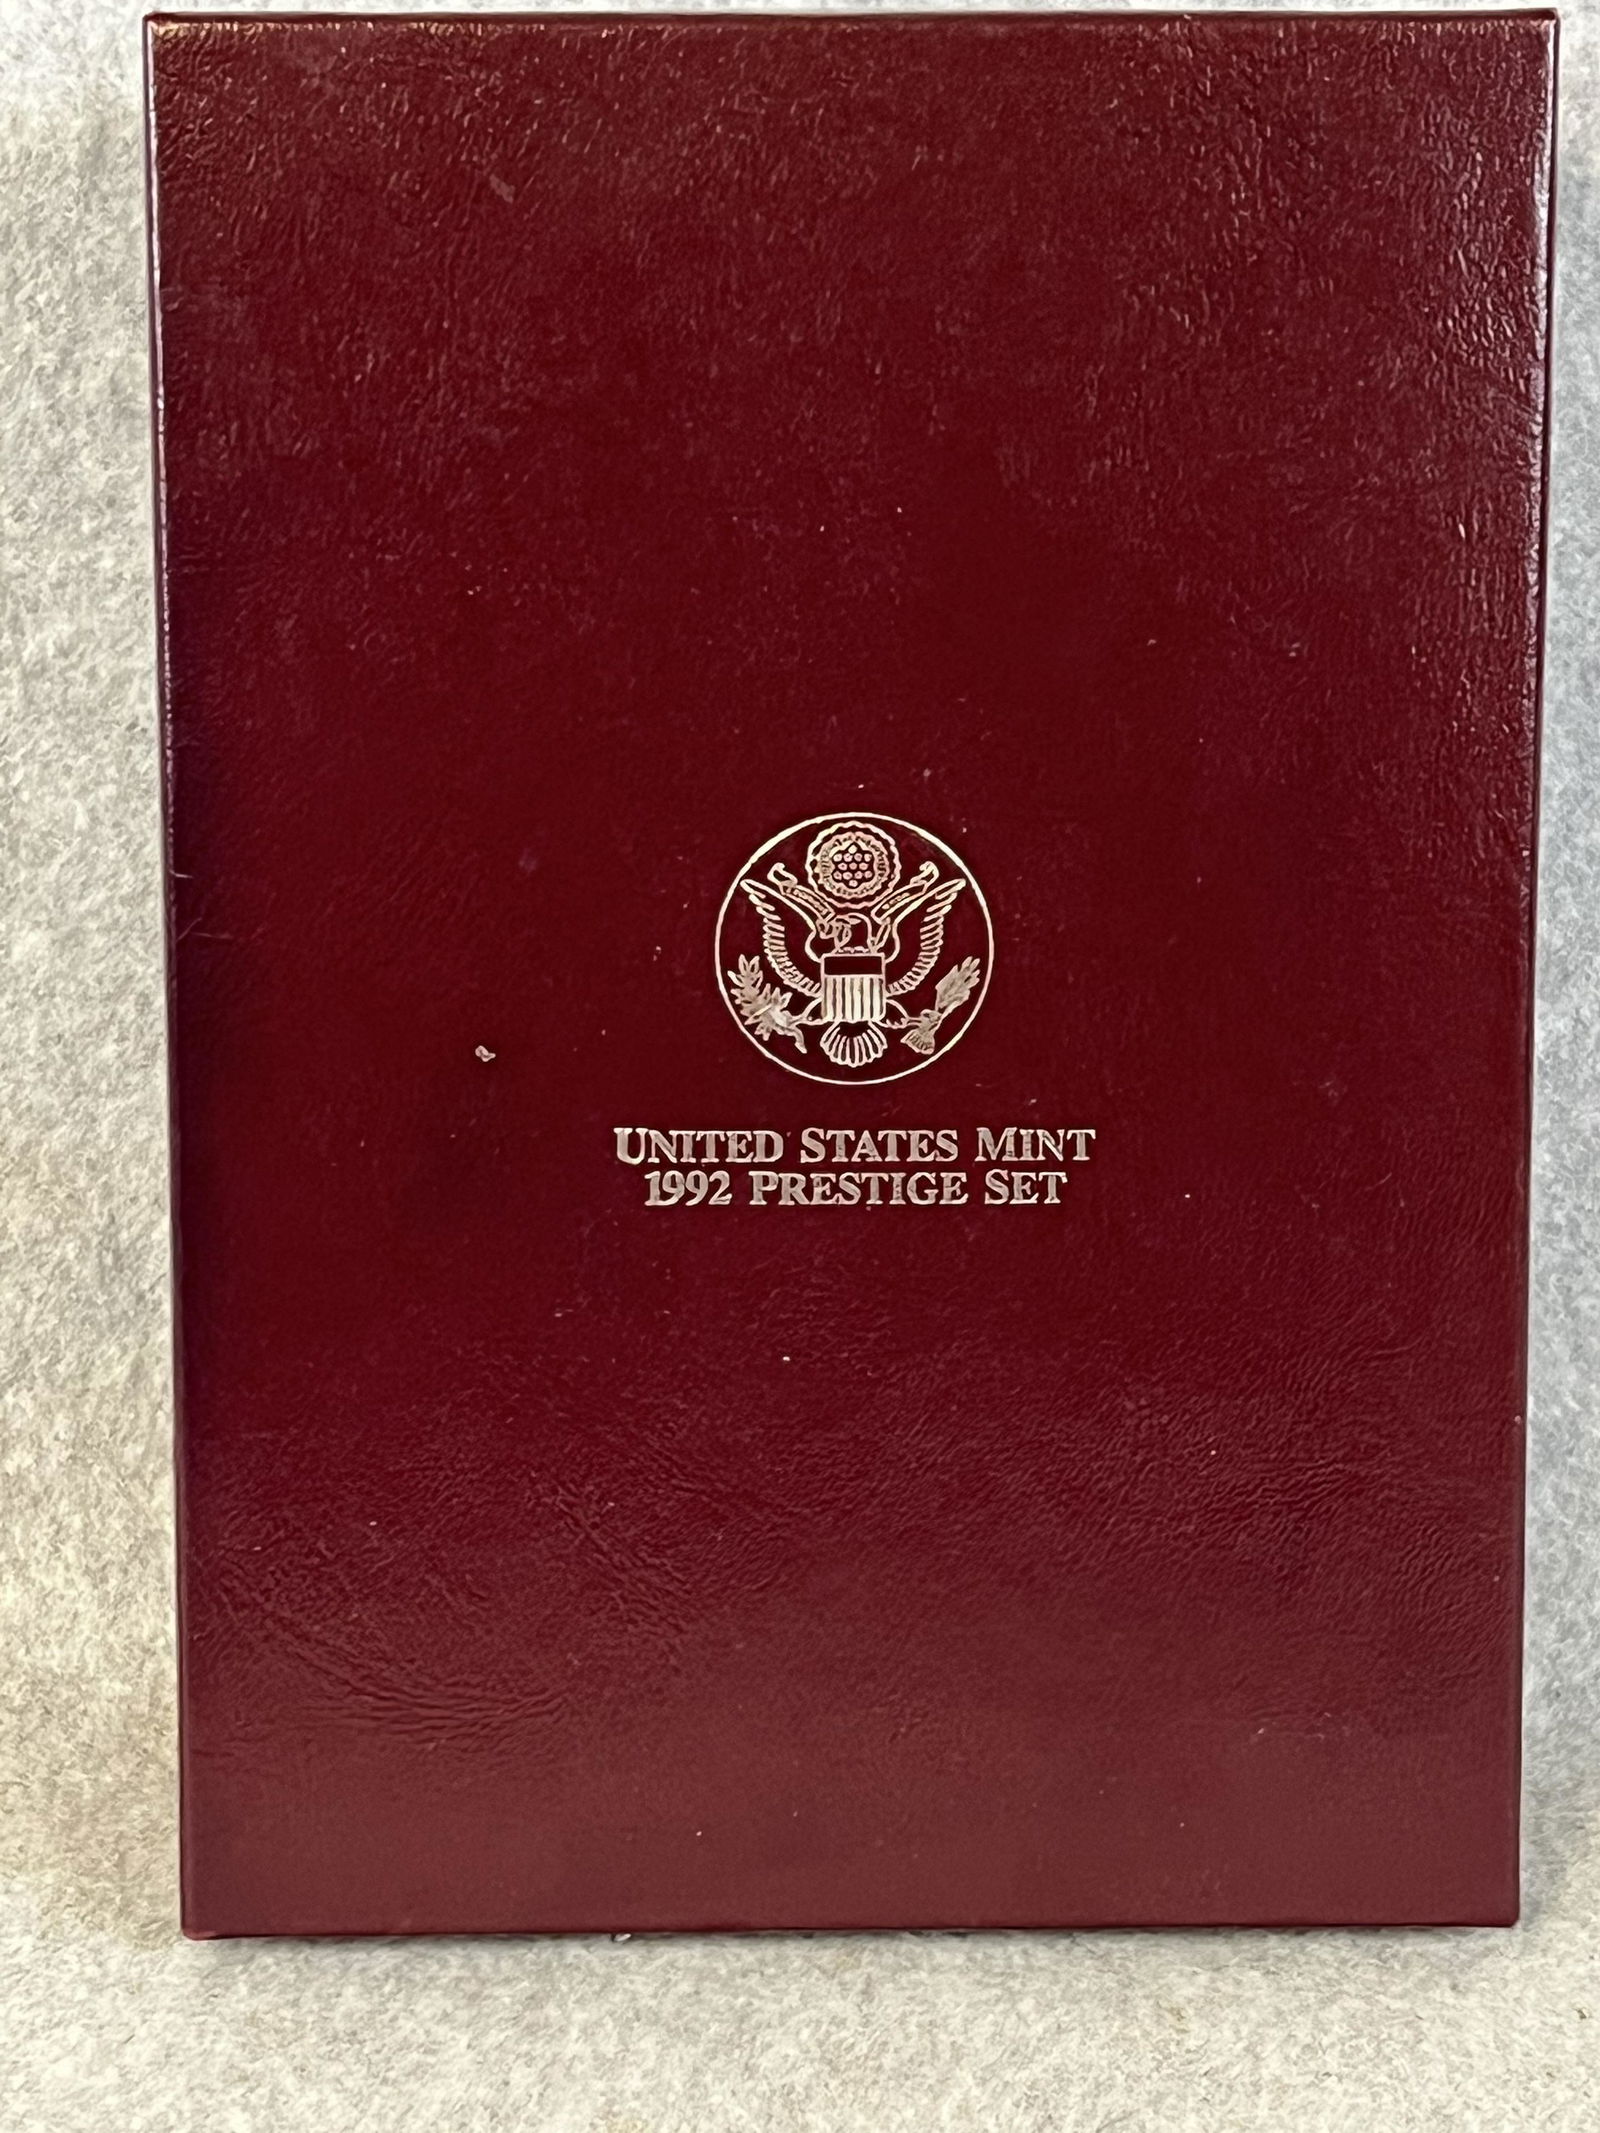 UNITED STATES MINT
1992 PRESTIGE SET